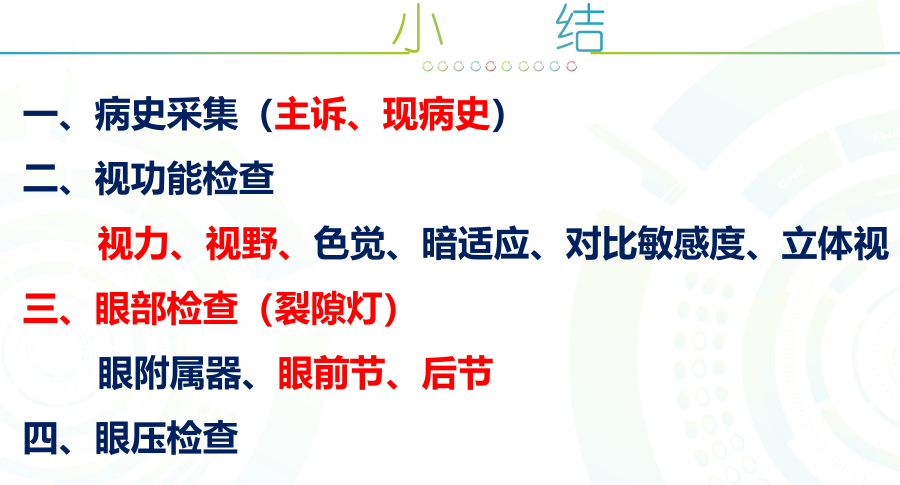 小 结
一、病史采集（主诉、现病史）
二、视功能检查
视力、视野、色觉、暗适应、对比敏感度、立体视
三、眼部检查（裂隙灯）
眼附属器、眼前节、后节
四、眼压检查